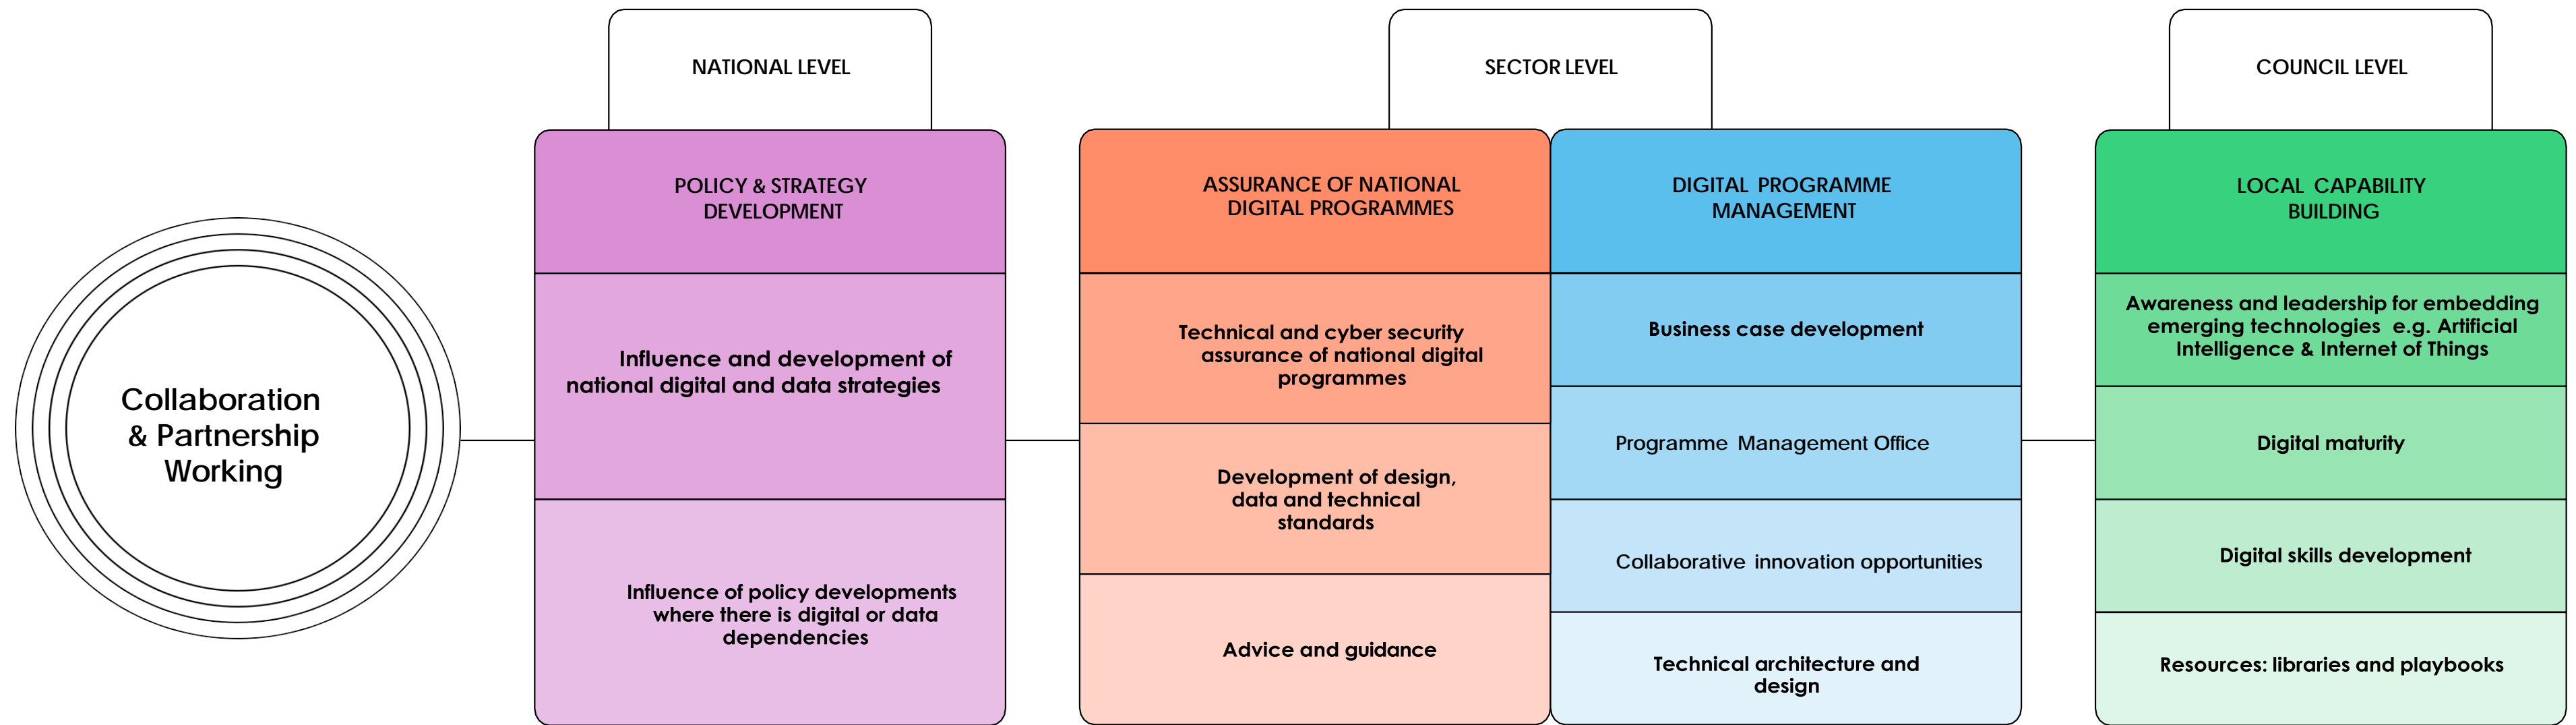 Collaboration
& Partnership
Working
NATIONAL LEVEL
POLICY & STRATEGY
DEVELOPMENT
Influence and development of
national digital and data strategies
Influence of policy developments
where there is digital or data
dependencies
SECTOR LEVEL
ASSURANCE OF NATIONAL
DIGITAL PROGRAMMES
Technical and cyber security
assurance of national digital
programmes
Development of design,
data and technical
standards
Advice and guidance
DIGITAL PROGRAMME
MANAGEMENT
Business case development
Programme Management Office
Collaborative innovation opportunities
Technical architecture and
design
COUNCIL LEVEL
LOCAL CAPABILITY
BUILDING
Awareness and leadership for embedding
emerging technologies e.g. Artificial
Intelligence & Internet of Things
Digital maturity
Digital skills development
Resources: libraries and playbooks